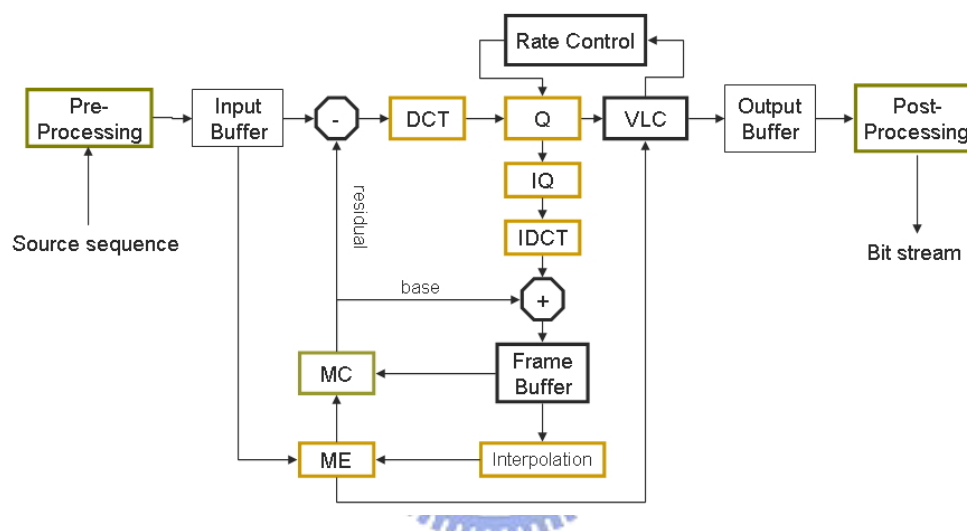 Rate Control
Pre-
Processing
Input
Buffer
-
DCT
Q
VLC
Output
Buffer
Post-
Processing
IQ
residual
IDCT
Source sequence
Bit stream
base
+
MC
Frame
Buffer
ME
Interpolation